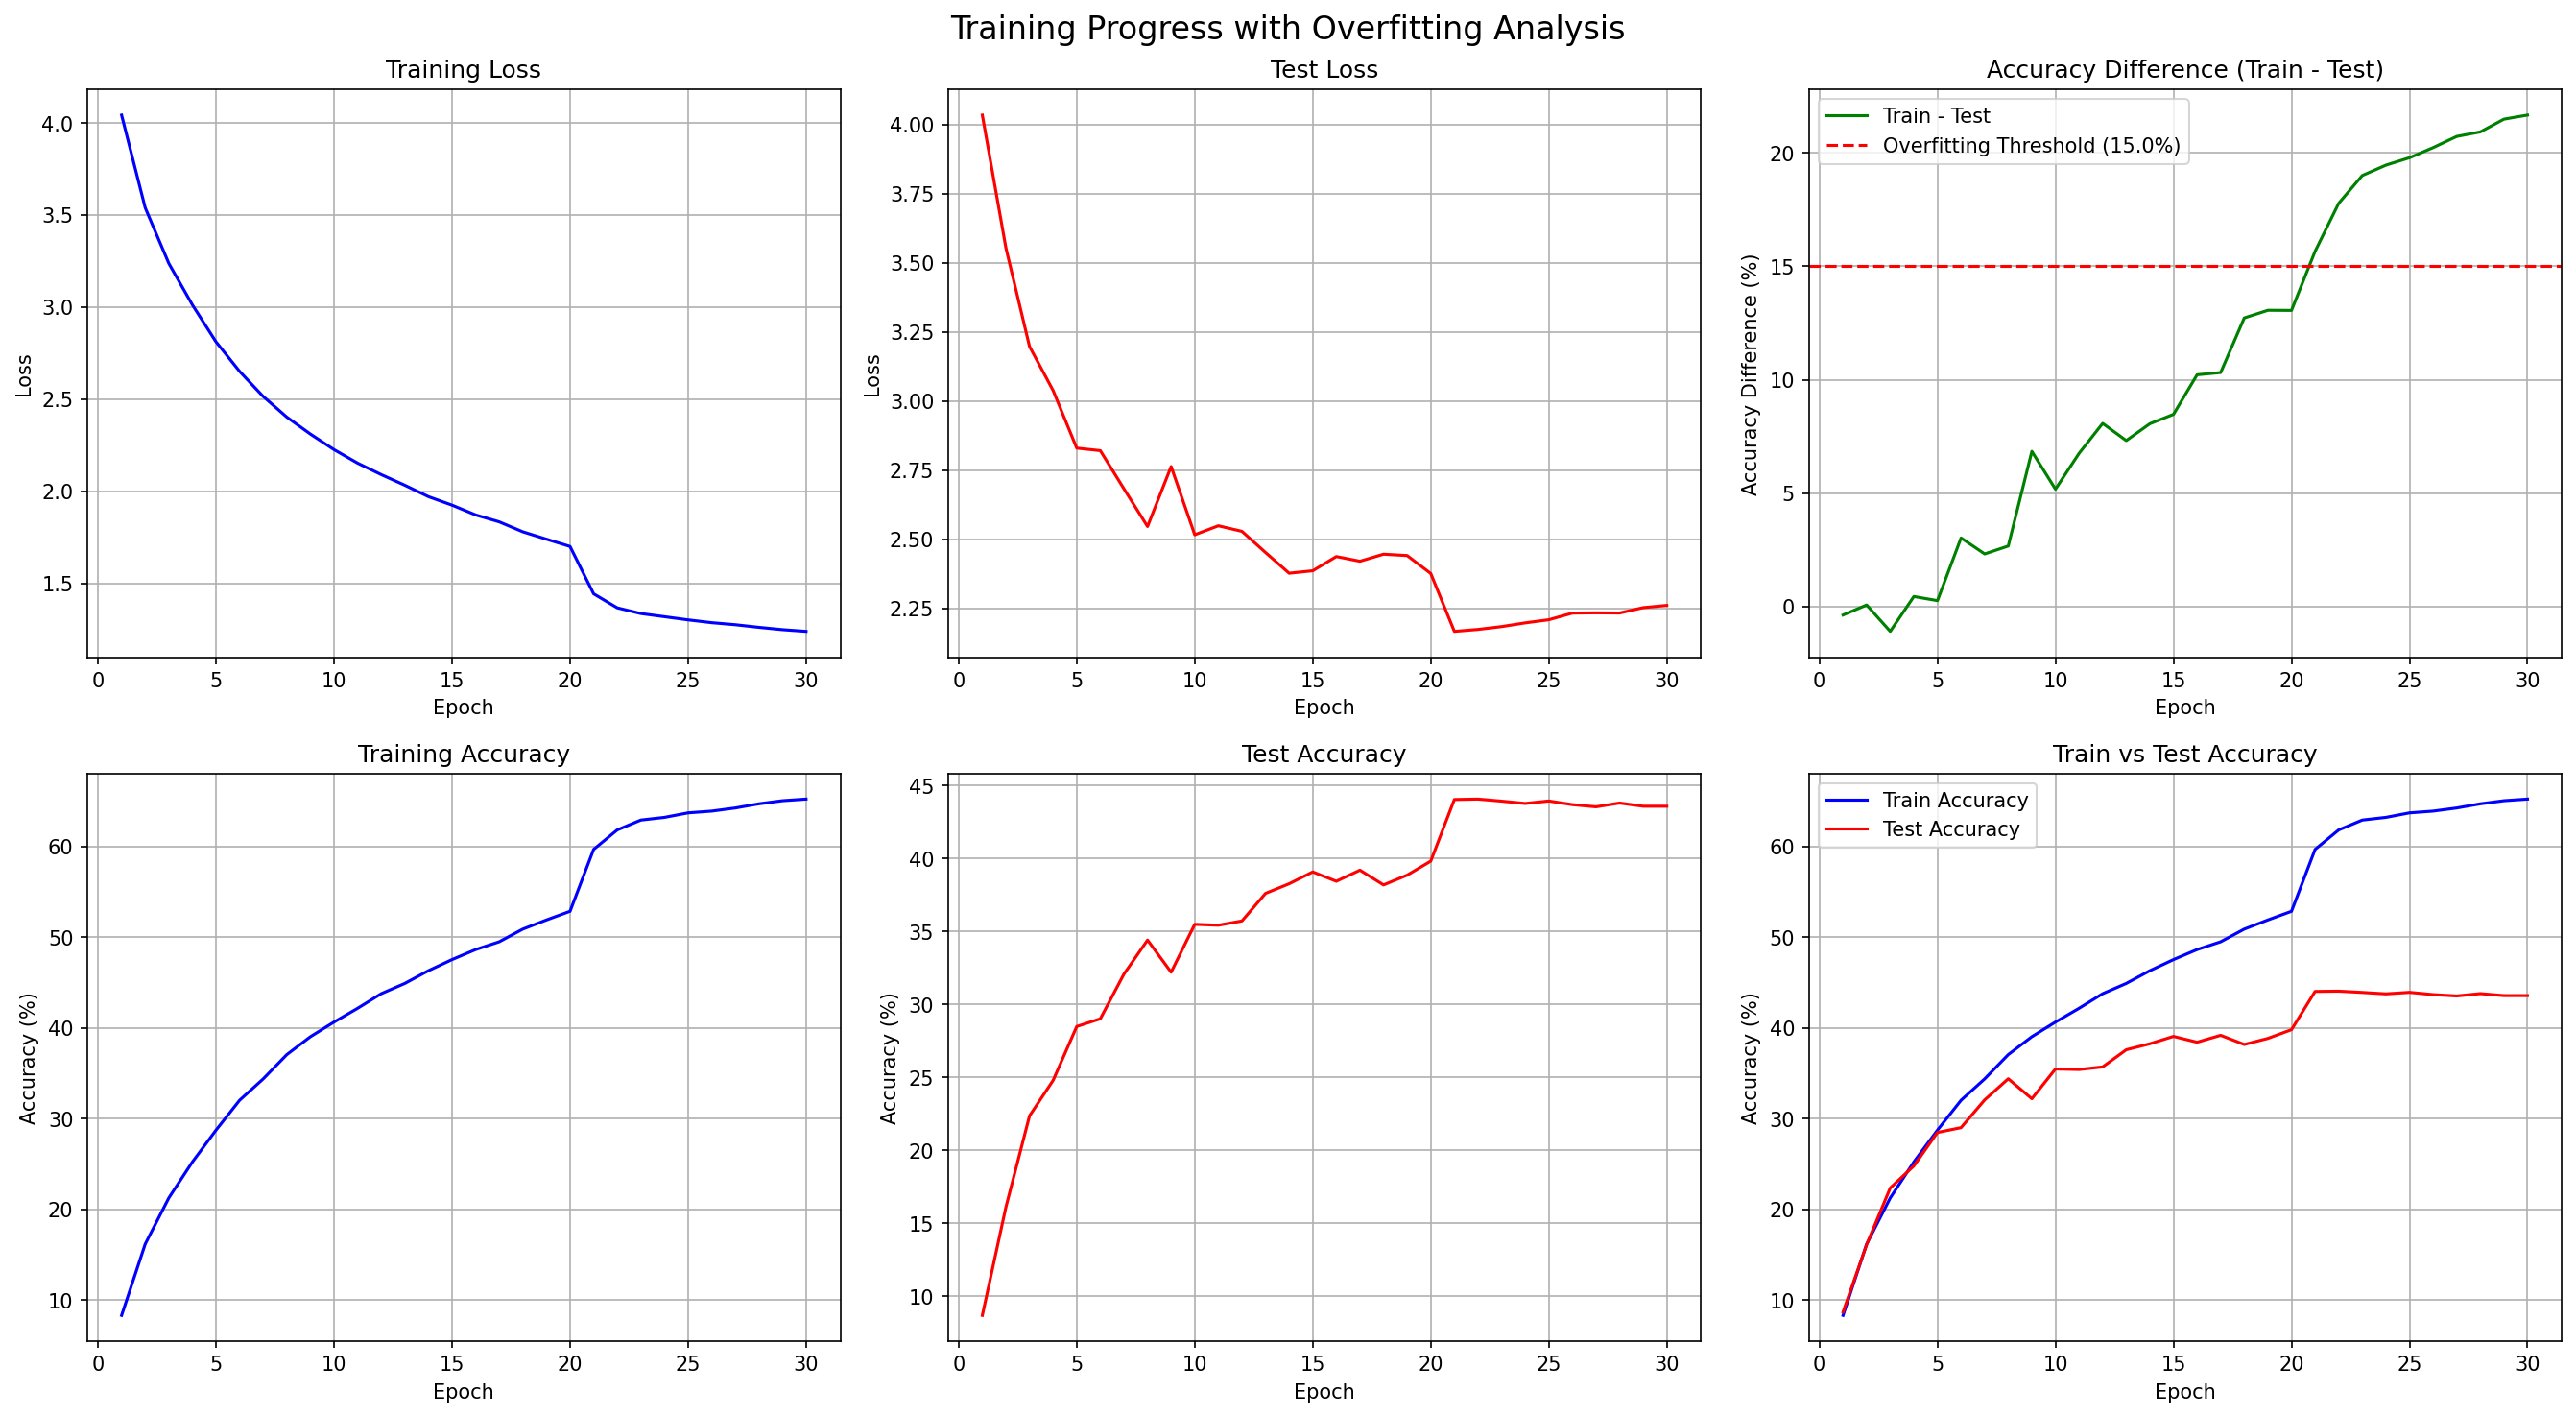 Training Progress with Overfitting Analysis
Training Loss
Loss
4.0
3.5
3.0
2.5
2.0
1.5
0 5 10 15 20 25 30
Epoch
Test Loss
Loss
4.00
3.75
3.50
3.25
3.00
2.75
2.50
2.25
0 5 10 15 20 25 30
Epoch
Accuracy Difference (Train - Test)
Train - Test
Overfitting Threshold (15.0%)
Accuracy Difference (%)
20
15
10
5
0
0 5 10 15 20 25 30
Epoch
Training Accuracy
Accuracy (%)
60
50
40
30
20
10
0 5 10 15 20 25 30
Epoch
Test Accuracy
Accuracy (%)
45
40
35
30
25
20
15
10
0 5 10 15 20 25 30
Epoch
Train vs Test Accuracy
Train Accuracy
Test Accuracy
Accuracy (%)
60
50
40
30
20
10
0 5 10 15 20 25 30
Epoch